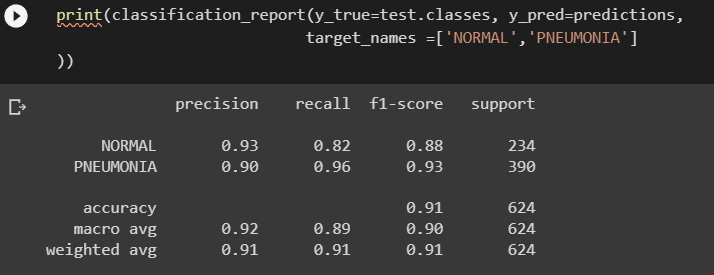 print(classification_report(y_true=test.classes, y_pred=predictions,
target_names =['NORMAL','PNEUMONIA']
))
precision recall f1-score support
NORMAL 0.93 0.82 0.88 234
PNEUMONIA 0.90 0.96 0.93 390
accuracy 0.91 624
macro avg 0.92 0.89 0.90 624
weighted avg 0.91 0.91 0.91 624